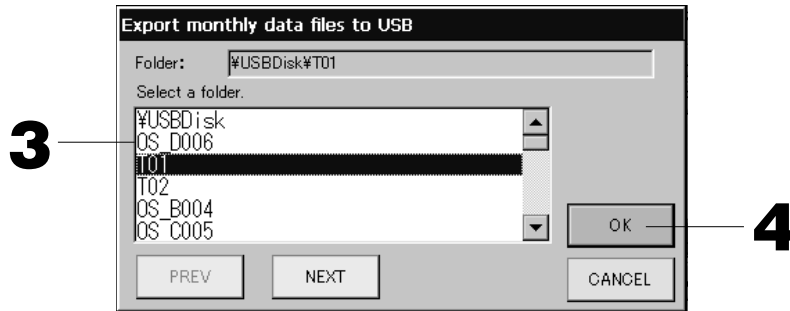 Export monthly data files to USB
Folder: ¥USBDisk¥T01
Select a folder.
¥USBDisk
3
OS_D006
T01
T02
OS_B004
OS_C005
OK
4
PREV
NEXT
CANCEL